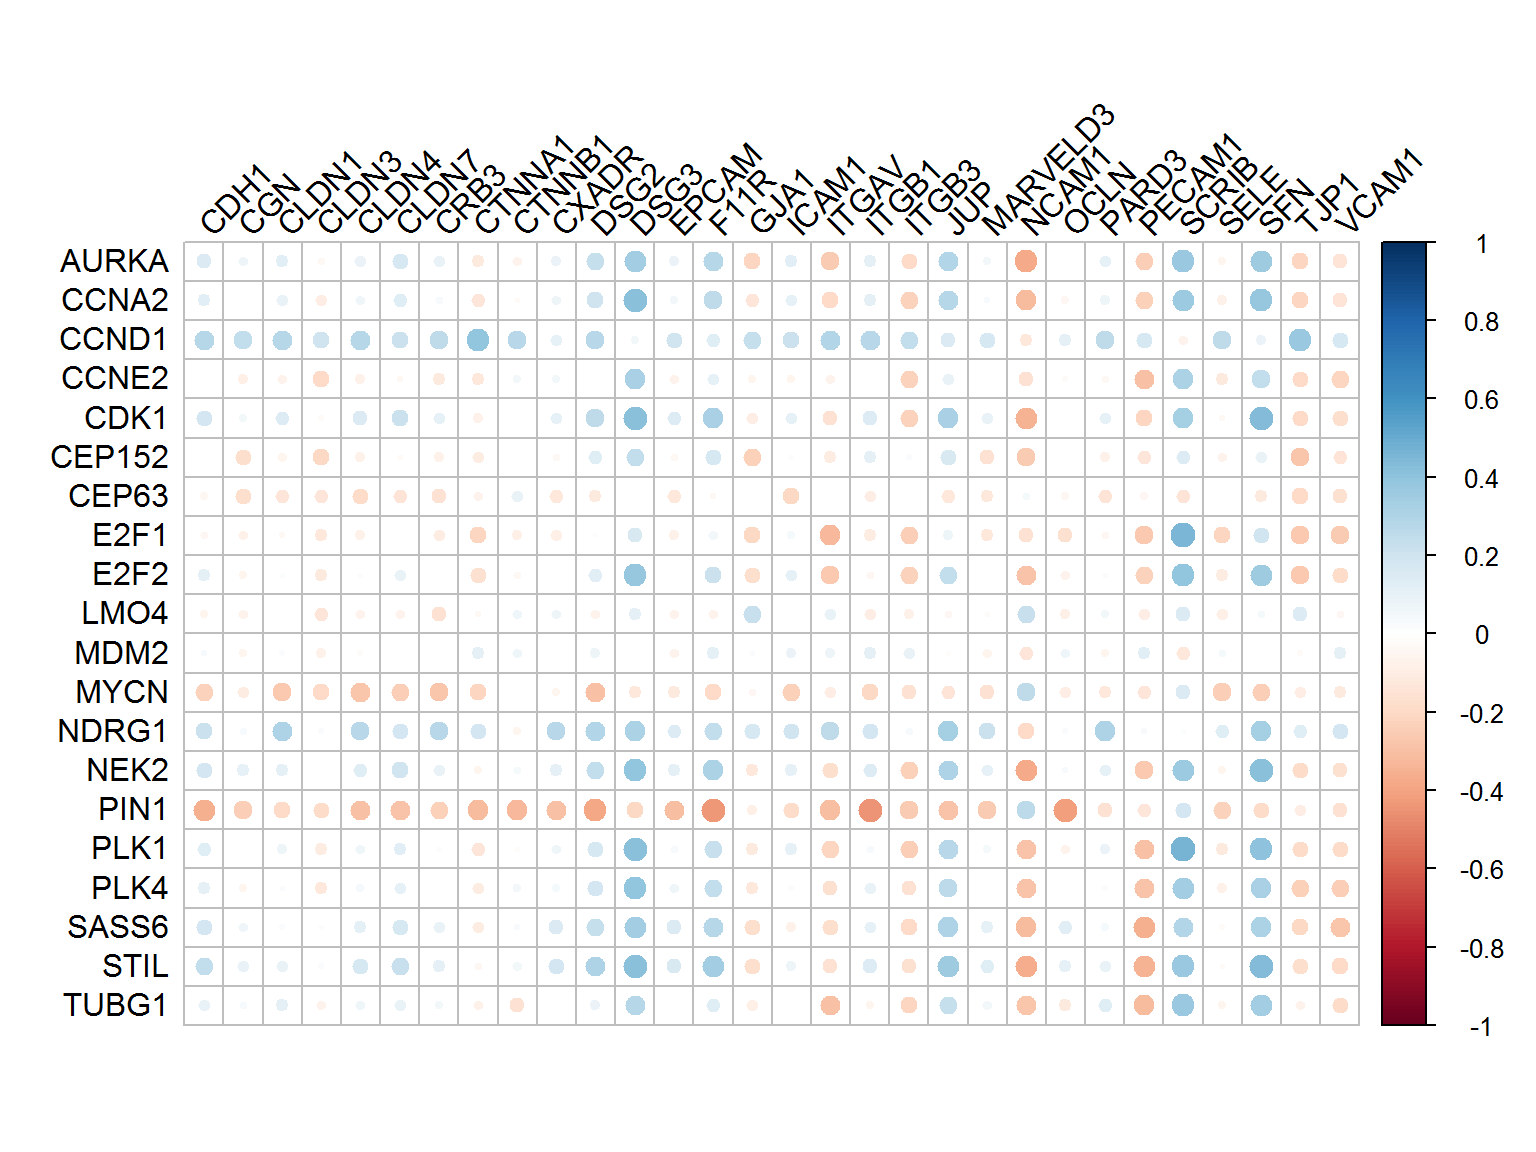 CDH1
CGN
CLDN1
CLDN3
CLDN4
CLDN7
CRB3
CTNNA1
CTNNB1
CXADR
DSG2
DSG3
EPCAM
F11R
GJA1
ICAM1
ITGAV
ITGB1
ITGB3
JUP
MARVELD3
NCAM1
OCLN
PARD3
PECAM1
SCRIB
SELE
SFN
TJP1
VCAM1
AURKA
CCNA2
CCND1
CCNE2
CDK1
CEP152
CEP63
E2F1
E2F2
LMO4
MDM2
MYCN
NDRG1
NEK2
PIN1
PLK1
PLK4
SASS6
STIL
TUBG1
1
0.8
0.6
0.4
0.2
0
-0.2
-0.4
-0.6
-0.8
-1